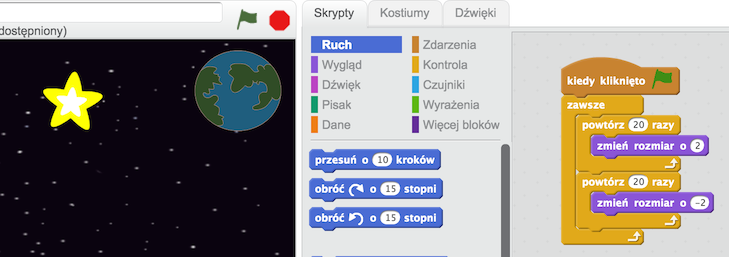 dostępniony)
Skrypty Kostiumy Dźwięki
Ruch Zdarzenia
Wygląd Kontrola
Dźwięk Czujniki
Pisak Wyrażenia
Dane Więcej bloków
przesuń o 10 kroków
obróć o 15 stopni
obróć o 15 stopni
kiedy kliknięto
zawsze
powtórz 20 razy
zmień rozmiar o 2
powtórz 20 razy
zmień rozmiar o -2